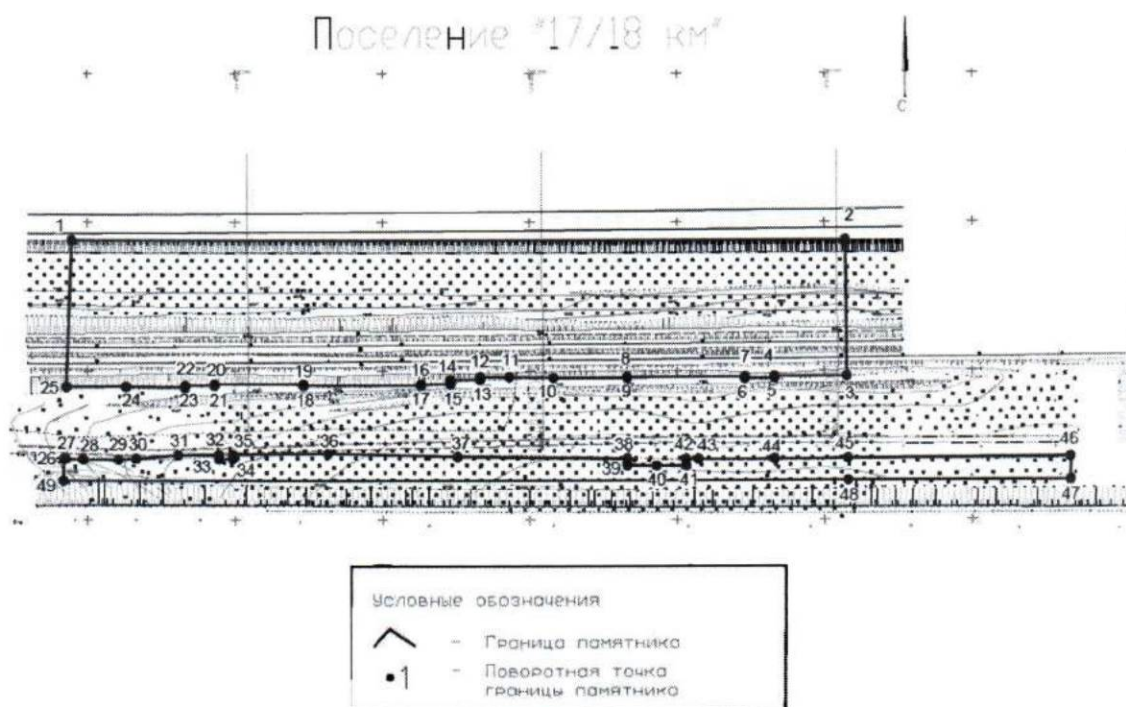 Поселение "17/18 км"
С
1 2
22 20 19 16 14 12 11 8 7 4
25 24 23 21 18 17 15 13 10 9 6 5 3
27 28 29 30 31 32 35 36 37 38 42 43 44 45 46
26 33 34 39 40 41
49 48 47
Условные обозначения
- Граница памятника
•1 - Поворотная точка
границы памятника